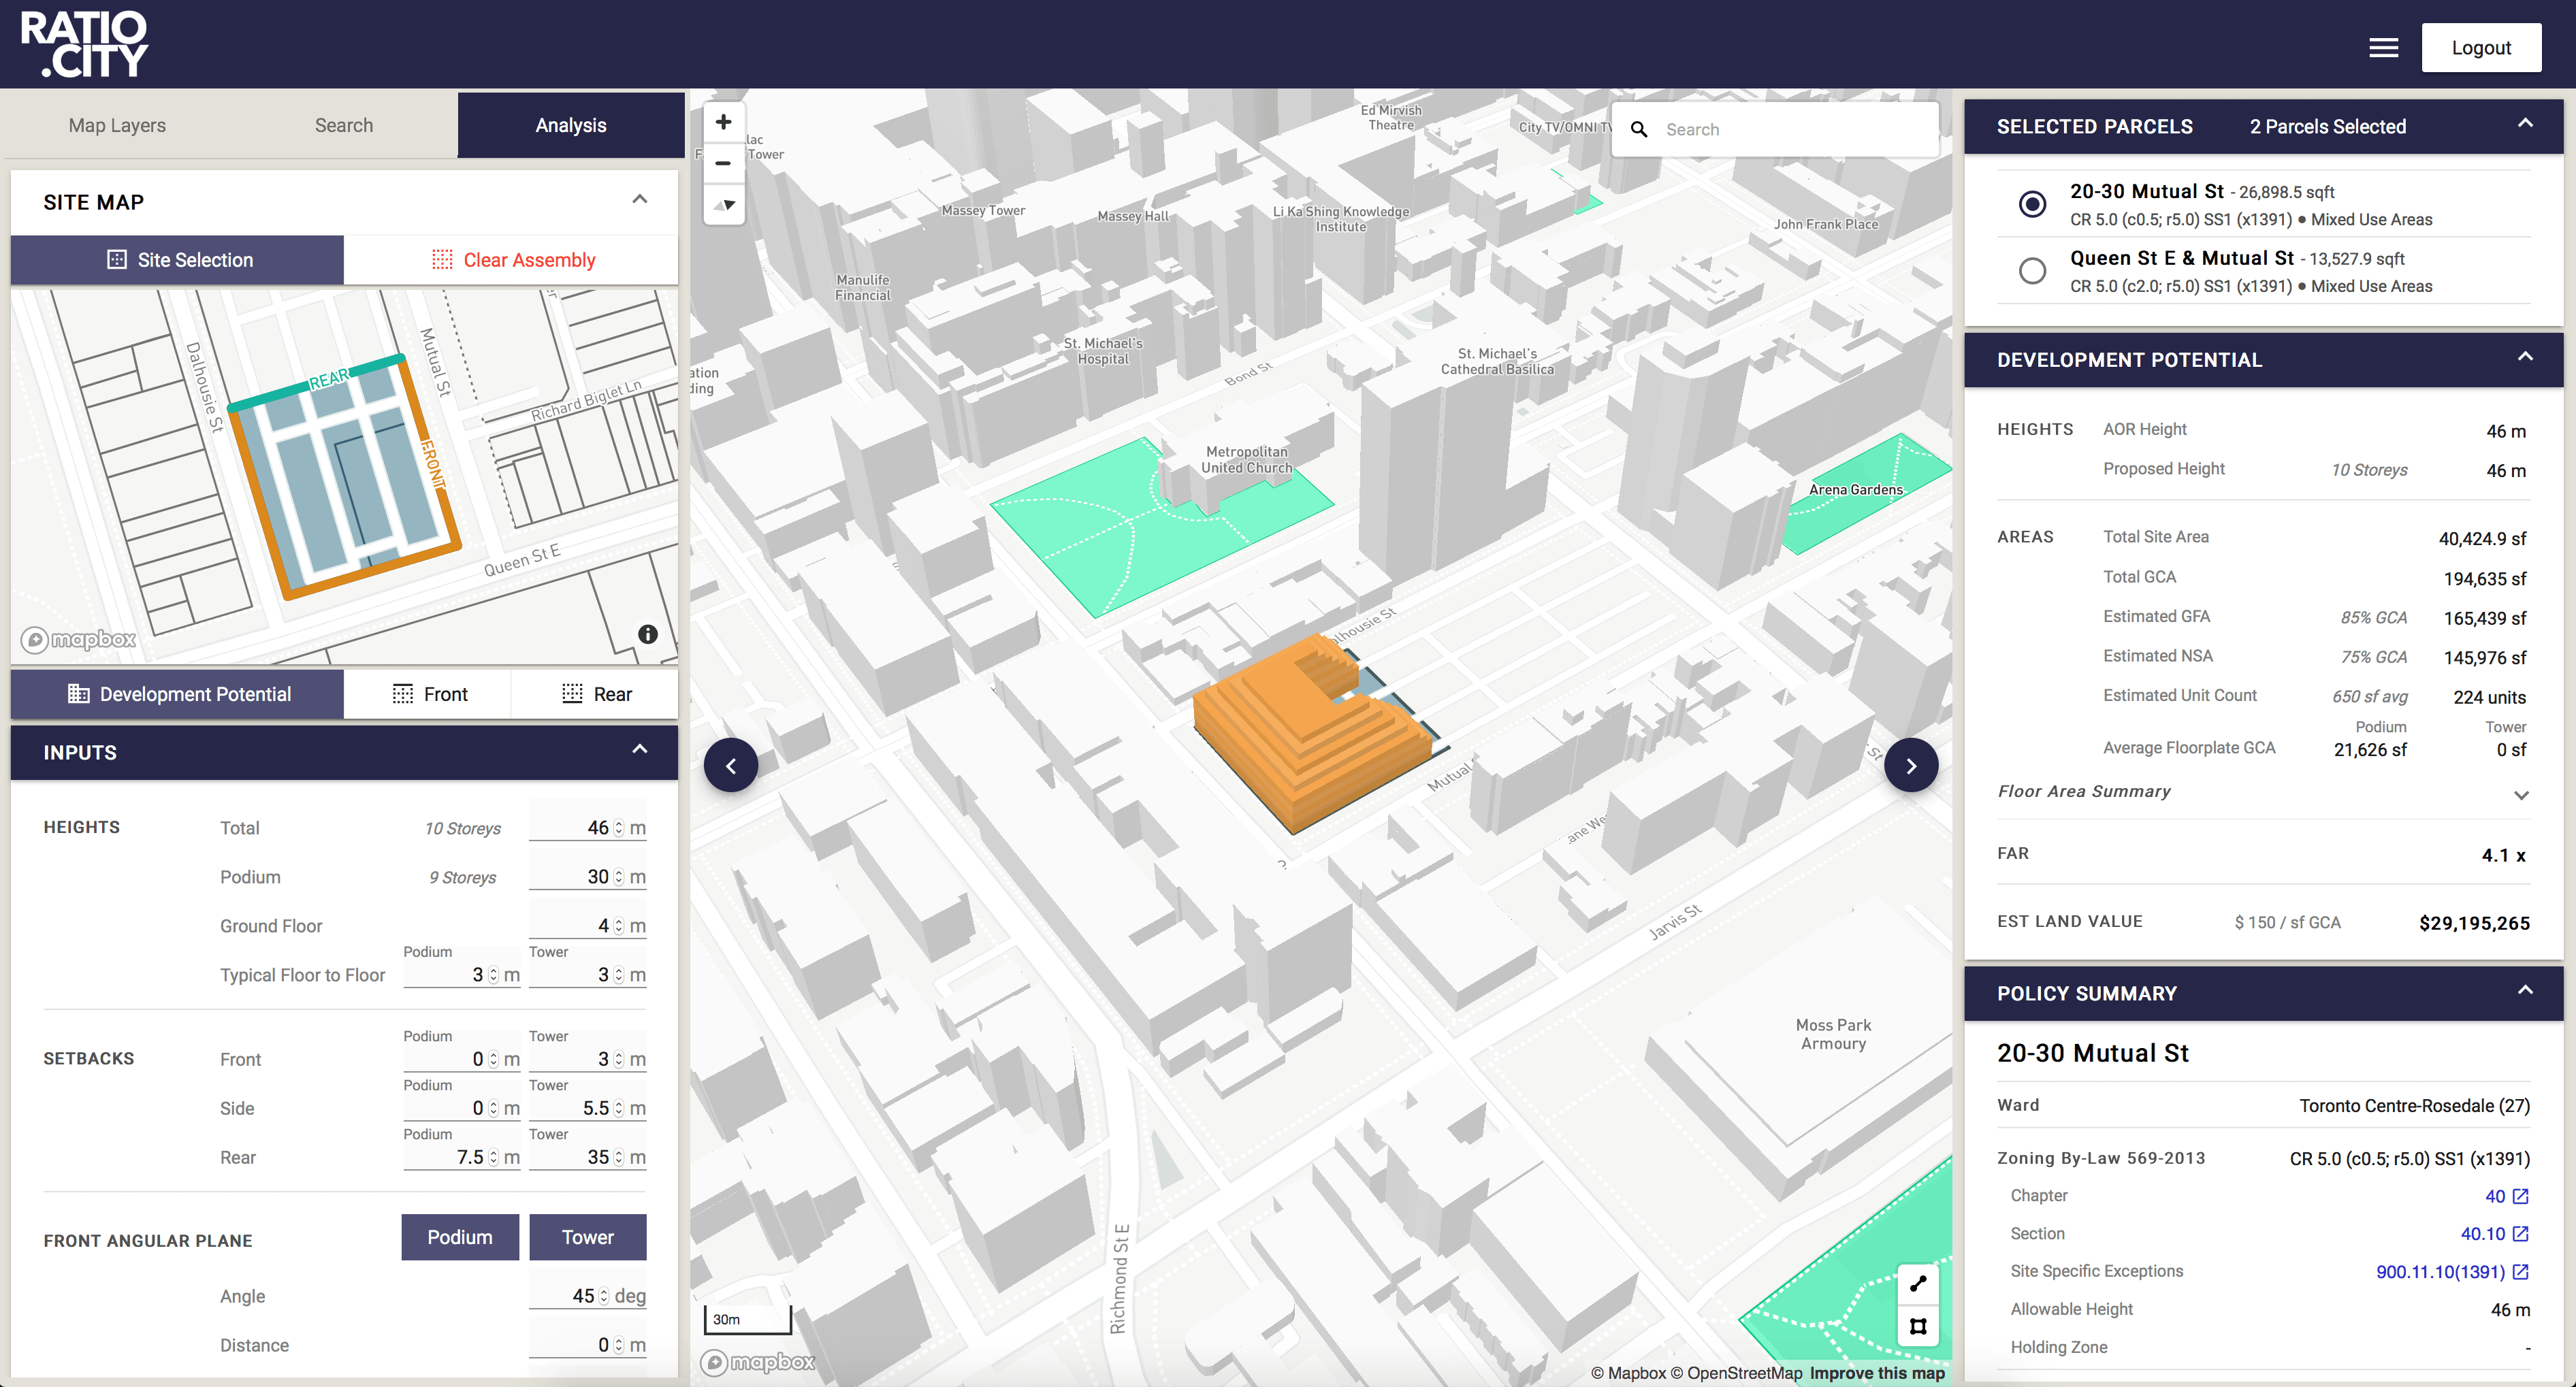 RATIO
.CITY
Logout
Map Layers
Search
Analysis
SITE MAP
Site Selection
Clear Assembly
Dalhousie St
REAR
Mutual St
FRONT
Richard Biglet Ln
Queen St E
mapbox
Development Potential
Front
Rear
INPUTS
HEIGHTS
Total 10 Storeys 46 m
Podium 9 Storeys 30 m
Ground Floor 4 m
Podium Tower
Typical Floor to Floor 3 m 3 m
SETBACKS
Podium Tower
Front 0 m 3 m
Podium Tower
Side 0 m 5.5 m
Podium Tower
Rear 7.5 m 35 m
FRONT ANGULAR PLANE Podium Tower
Angle 45 deg
Distance 0 m
Search
Ed Mirvish
Theatre
City TV/OMNI TV
Tower
Massey Tower
Massey Hall
Li Ka Shing Knowledge
Institute
John Frank Place
Manulife
Financial
St. Michael's
Hospital
St. Michael's
Cathedral Basilica
Bond St
Metropolitan
United Church
Arena Gardens
alhousie St
Mutual
ane We
St
Jarvis St
Moss Park
Armoury
Richmond St E
30m
mapbox
© Mapbox © OpenStreetMap Improve this map
SELECTED PARCELS 2 Parcels Selected
20-30 Mutual St - 26,898.5 sqft
CR 5.0 (c0.5; r5.0) SS1 (x1391) ● Mixed Use Areas
Queen St E & Mutual St - 13,527.9 sqft
CR 5.0 (c2.0; r5.0) SS1 (x1391) ● Mixed Use Areas
DEVELOPMENT POTENTIAL
HEIGHTS AOR Height 46 m
Proposed Height 10 Storeys 46 m
AREAS Total Site Area 40,424.9 sf
Total GCA 194,635 sf
Estimated GFA 85% GCA 165,439 sf
Estimated NSA 75% GCA 145,976 sf
Estimated Unit Count 650 sf avg 224 units
Podium Tower
Average Floorplate GCA 21,626 sf 0 sf
Floor Area Summary
FAR 4.1 x
EST LAND VALUE $ 150 / sf GCA $29,195,265
POLICY SUMMARY
20-30 Mutual St
Ward Toronto Centre-Rosedale (27)
Zoning By-Law 569-2013 CR 5.0 (c0.5; r5.0) SS1 (x1391)
Chapter 40
Section 40.10
Site Specific Exceptions 900.11.10(1391)
Allowable Height 46 m
Holding Zone -